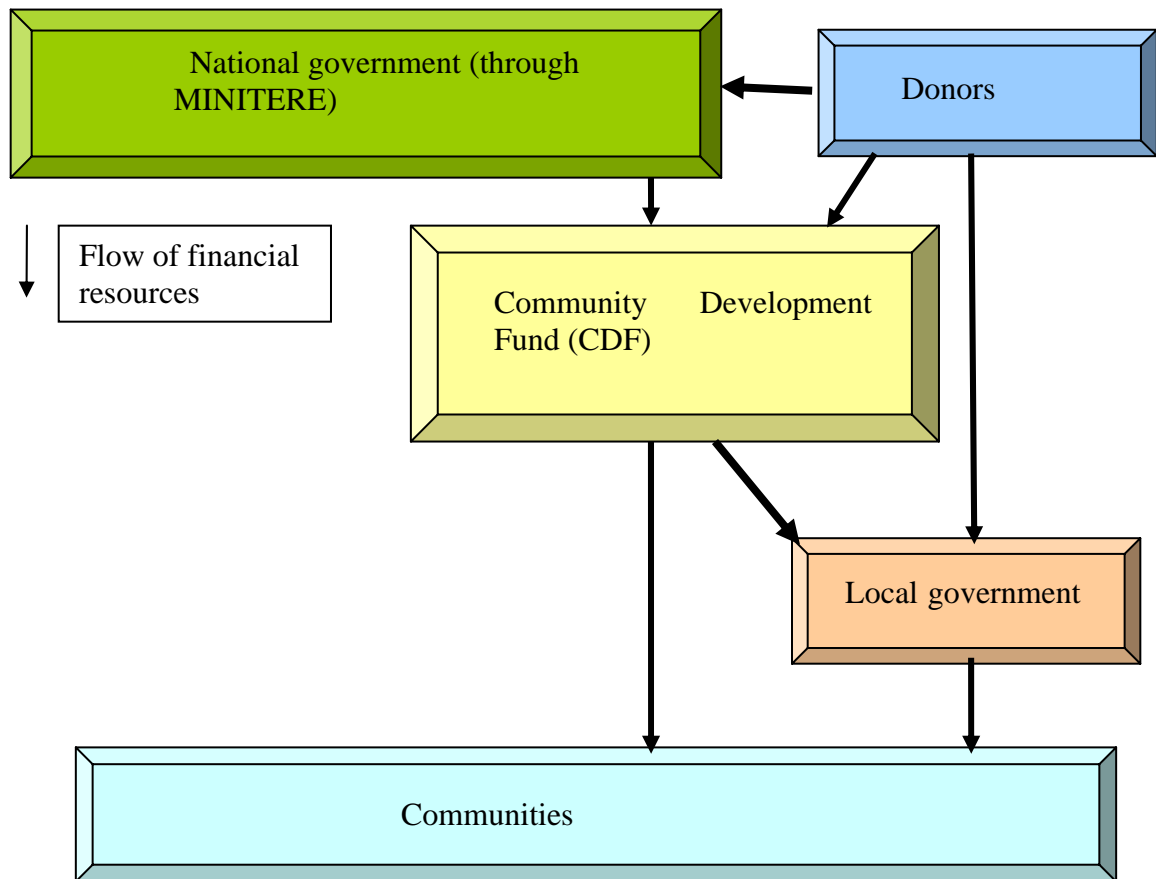 National government (through
MINITERE)
Donors
Flow of financial
resources
Community Development
Fund (CDF)
Local government
Communities